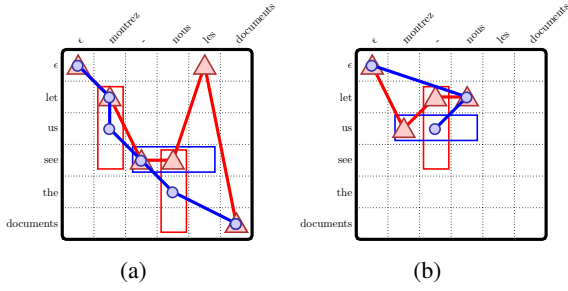 ϵ montrez - nous les documents
ϵ
let
us
see
the
documents
(a)
ϵ montrez - nous les documents
ϵ
let
us
see
the
documents
(b)